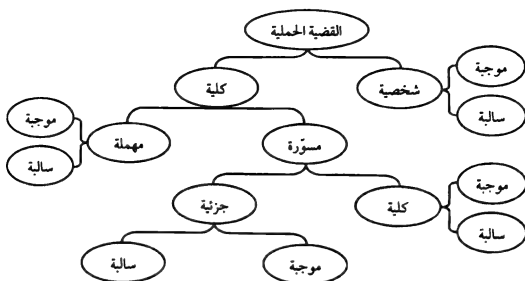 القضية الحملية
شخصية
موجبة
سالبة
كلية
مسوّرة
مهملة
موجبة
سالبة
كلية
موجبة
سالبة
جزئية
موجبة
سالبة